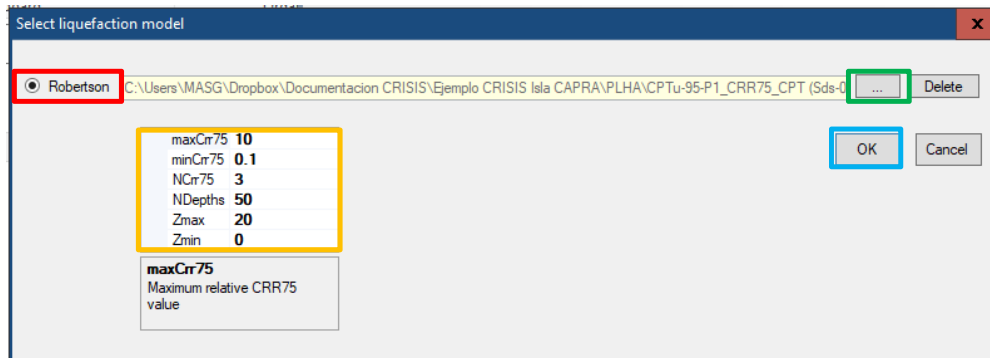 Select liquefaction model
x
Robertson C:\Users\MASG\Dropbox\Documentacion CRISIS\Ejemplo CRISIS Isla CAPRA\PLHA\CPTu-95-P1_CRR75_CPT (Sds-0 ... Delete
OK Cancel
maxCrr75 10
minCrr75 0.1
NCrr75 3
NDepths 50
Zmax 20
Zmin 0
maxCrr75
Maximum relative CRR75
value